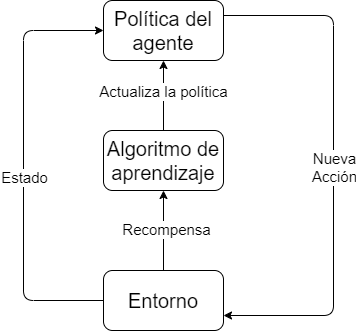 Política del
agente
Actualiza la política
Algoritmo de
aprendizaje
Nueva
Acción
Estado
Recompensa
Entorno